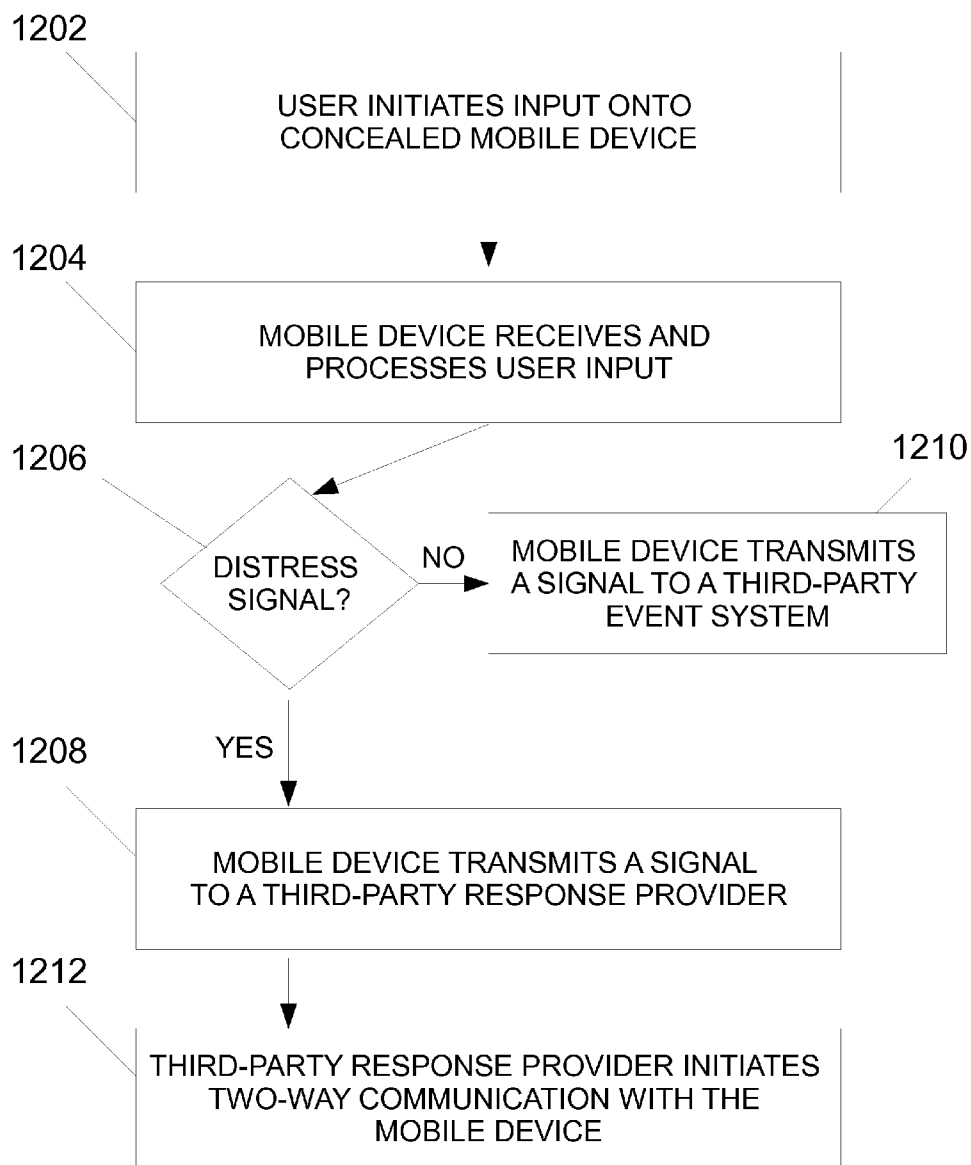 1202
USER INITIATES INPUT ONTO
CONCEALED MOBILE DEVICE
1204
MOBILE DEVICE RECEIVES AND
PROCESSES USER INPUT
1206
1210
DISTRESS
SIGNAL?
NO
MOBILE DEVICE TRANSMITS
A SIGNAL TO A THIRD-PARTY
EVENT SYSTEM
YES
1208
MOBILE DEVICE TRANSMITS A SIGNAL
TO A THIRD-PARTY RESPONSE PROVIDER
1212
THIRD-PARTY RESPONSE PROVIDER INITIATES
TWO-WAY COMMUNICATION WITH THE
MOBILE DEVICE